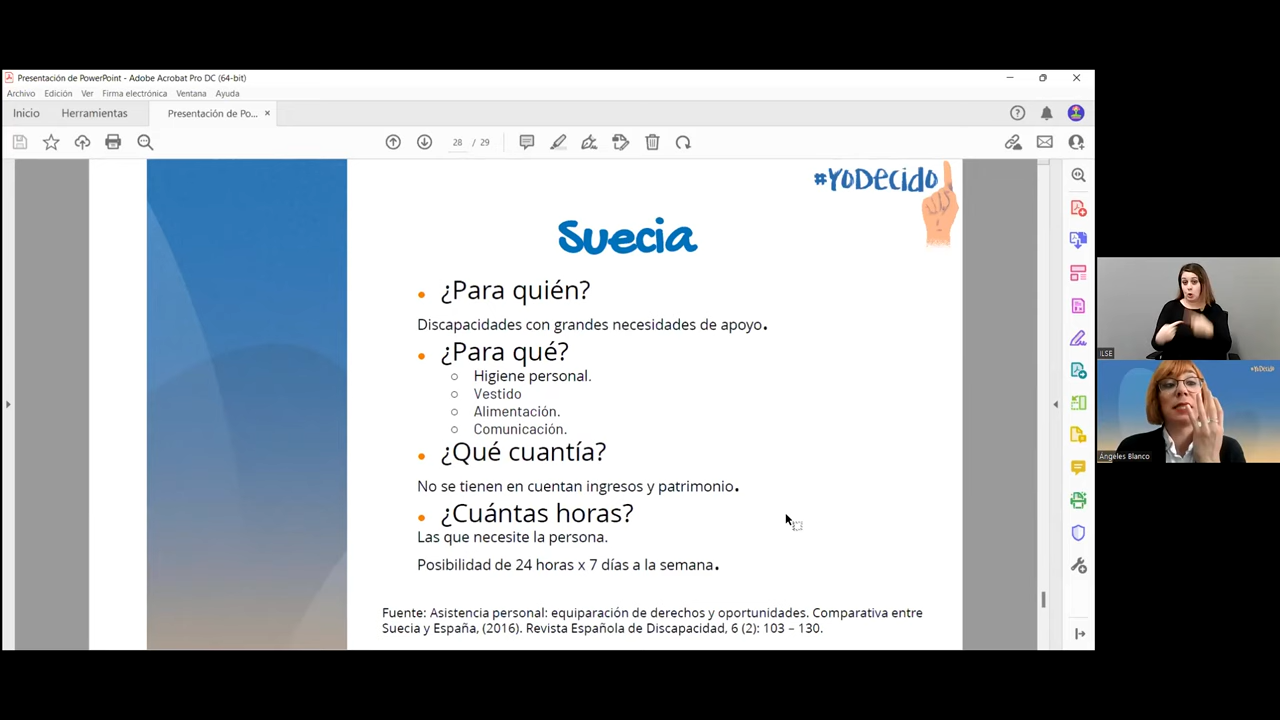 Presentación de PowerPoint - Adobe Acrobat Pro DC (64-bit)
Archivo Edición Ver Firma electrónica Ventana Ayuda
Inicio Herramientas Presentación de Po... ×
28 / 29
#YoDecido
Suecia
• ¿Para quién?
Discapacidades con grandes necesidades de apoyo.
• ¿Para qué?
○ Higiene personal.
○ Vestido
○ Alimentación.
○ Comunicación.
• ¿Qué cuantía?
No se tienen en cuentan ingresos y patrimonio.
• ¿Cuántas horas?
Las que necesite la persona.
Posibilidad de 24 horas x 7 días a la semana.
Fuente: Asistencia personal: equiparación de derechos y oportunidades. Comparativa entre
Suecia y España, (2016). Revista Española de Discapacidad, 6 (2): 103 – 130.
ILSE
#YoDecido
Ángeles Blanco